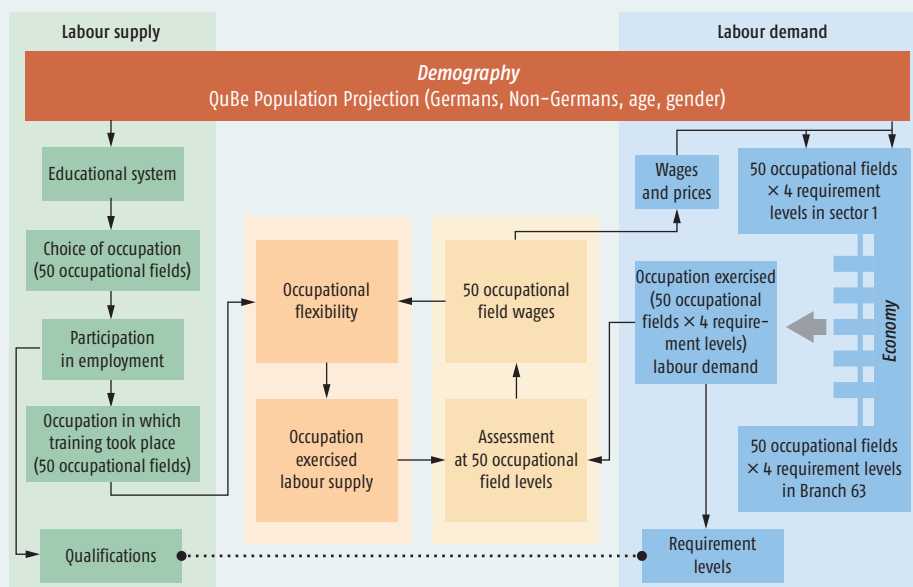 Labour supply
Labour demand
Demography
QuBe Population Projection (Germans, Non-Germans, age, gender)
Educational system
Choice of occupation
(50 occupational fields)
Participation
in employment
Occupation in which
training took place
(50 occupational fields)
Qualifications
Occupational
flexibility
Occupation
exercised
labour supply
50 occupational
field wages
Assessment
at 50 occupational
field levels
Wages
and prices
Occupation exercised
(50 occupational
fields × 4 require-
ment levels)
labour demand
Requirement
levels
50 occupational fields
× 4 requirement
levels in sector 1
Economy
50 occupational fields
× 4 requirement levels
in Branch 63